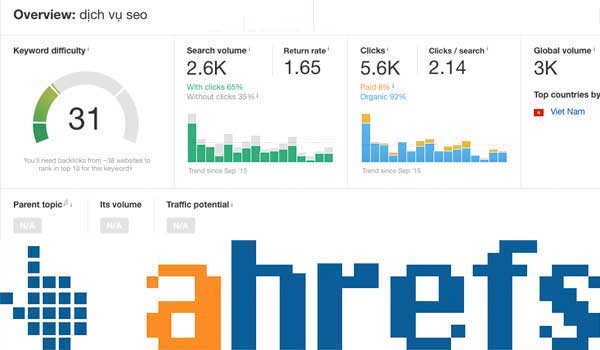 Overview: dịch vụ seo
Keyword difficulty i
31
You'll need backlinks from ~38 websites to
rank in top 10 for this keyword
Search volume i
2.6K
With clicks 65%
Without clicks 35% i
Trend since Sep '15
Return rate i
1.65
Clicks i
5.6K
Paid 8% i
Organic 92%
Trend since Sep '15
Clicks / search i
2.14
Global volume i
3K
Top countries by
Viet Nam
Parent topic i
N/A
Its volume
N/A
Traffic potential i
N/A
ahrefs